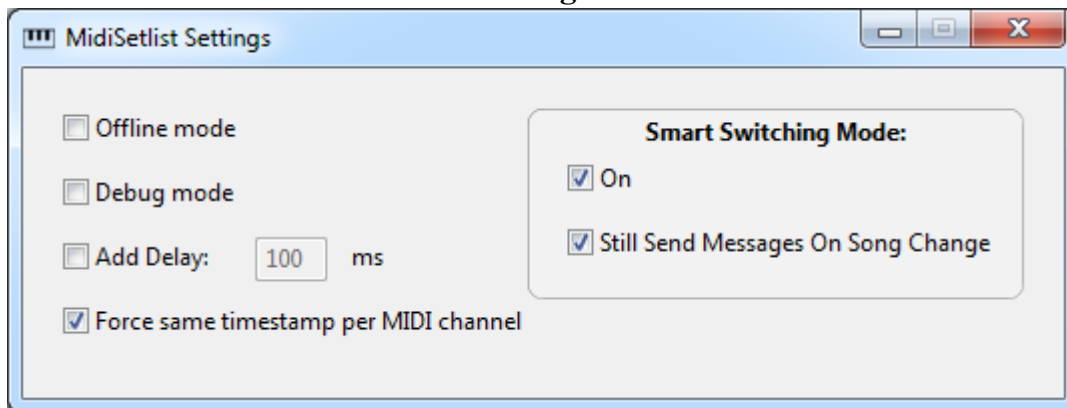 MidiSetlist Settings
Offline mode
Debug mode
Add Delay: 100 ms
Force same timestamp per MIDI channel
Smart Switching Mode:
On
Still Send Messages On Song Change